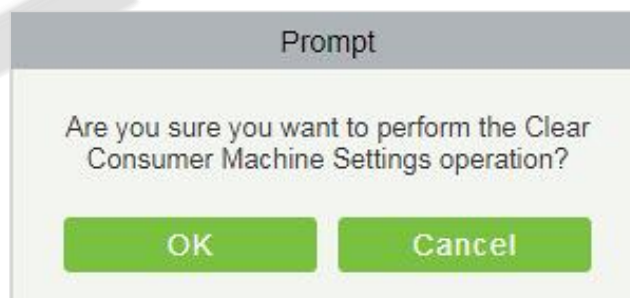 Prompt
Are you sure you want to perform the Clear
Consumer Machine Settings operation?
OK
Cancel